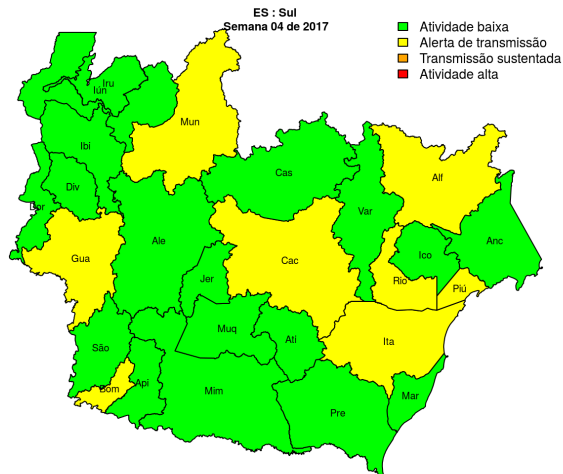 ES : Sul
Semana 04 de 2017
Atividade baixa
Alerta de transmissão
Transmissão sustentada
Atividade alta
Iru
Iún
Mun
Ibi
Cas
Alf
Div
Dor
Var
Ale
Anc
Gua
Cac
Ico
Jer
Rio
Piú
Muq
Ati
Ita
São
Api
Bom
Mim
Mar
Pre